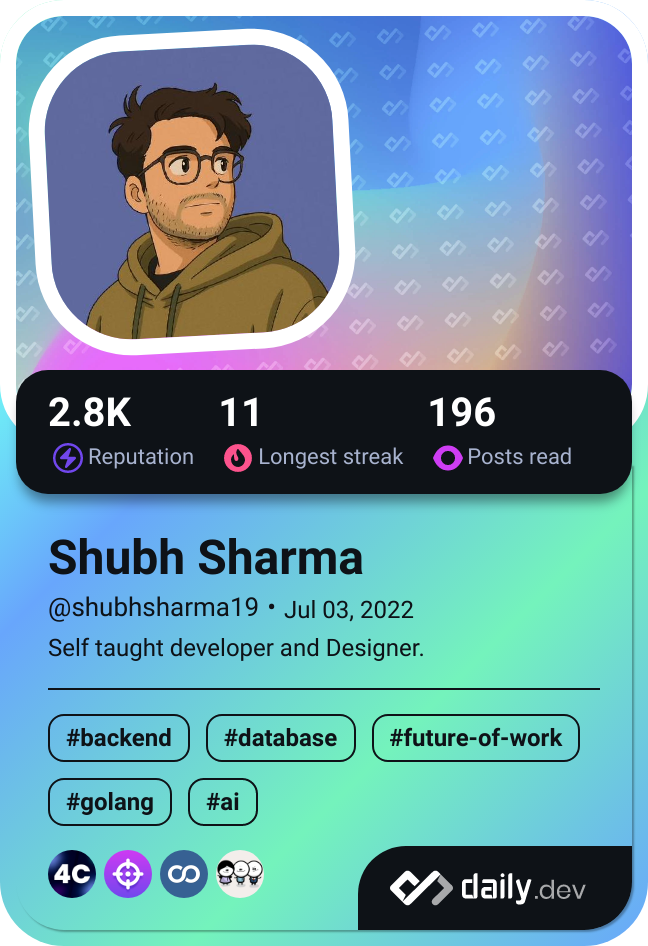 2.8K 11 196
Reputation Longest streak Posts read
Shubh Sharma
@shubhsharma19 • Jul 03, 2022
Self taught developer and Designer.
#backend #database #future-of-work
#golang #ai
4C
daily.dev